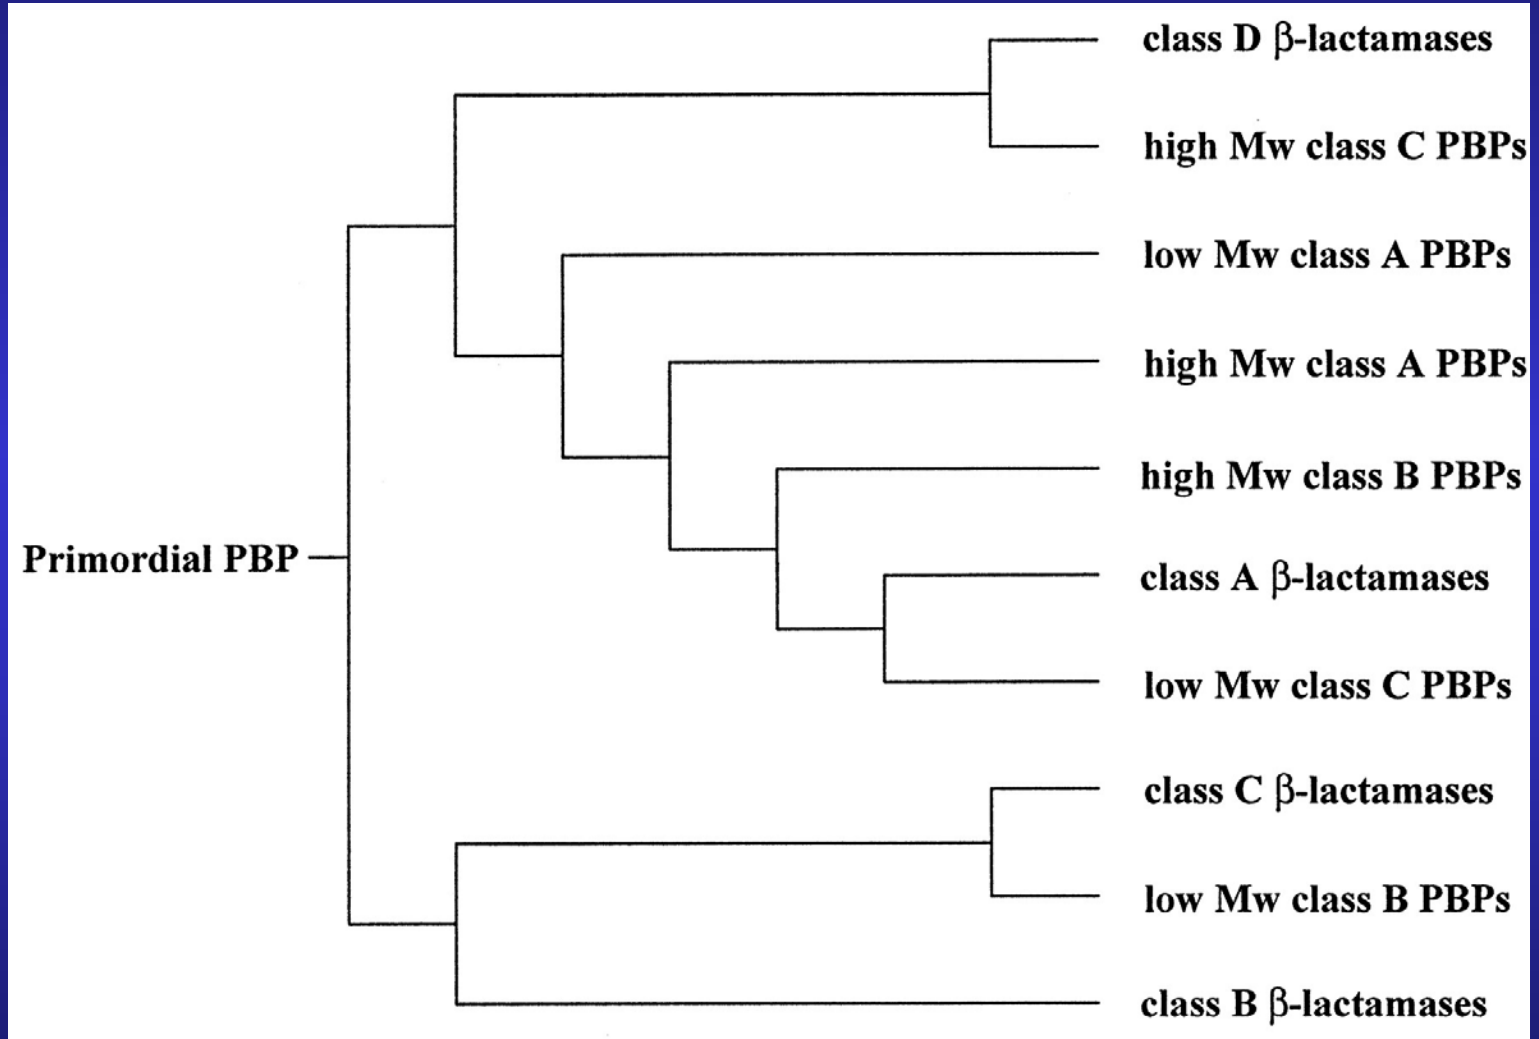 class D β-lactamases
high Mw class C PBPs
low Mw class A PBPs
high Mw class A PBPs
high Mw class B PBPs
Primordial PBP
class A β-lactamases
low Mw class C PBPs
class C β-lactamases
low Mw class B PBPs
class B β-lactamases